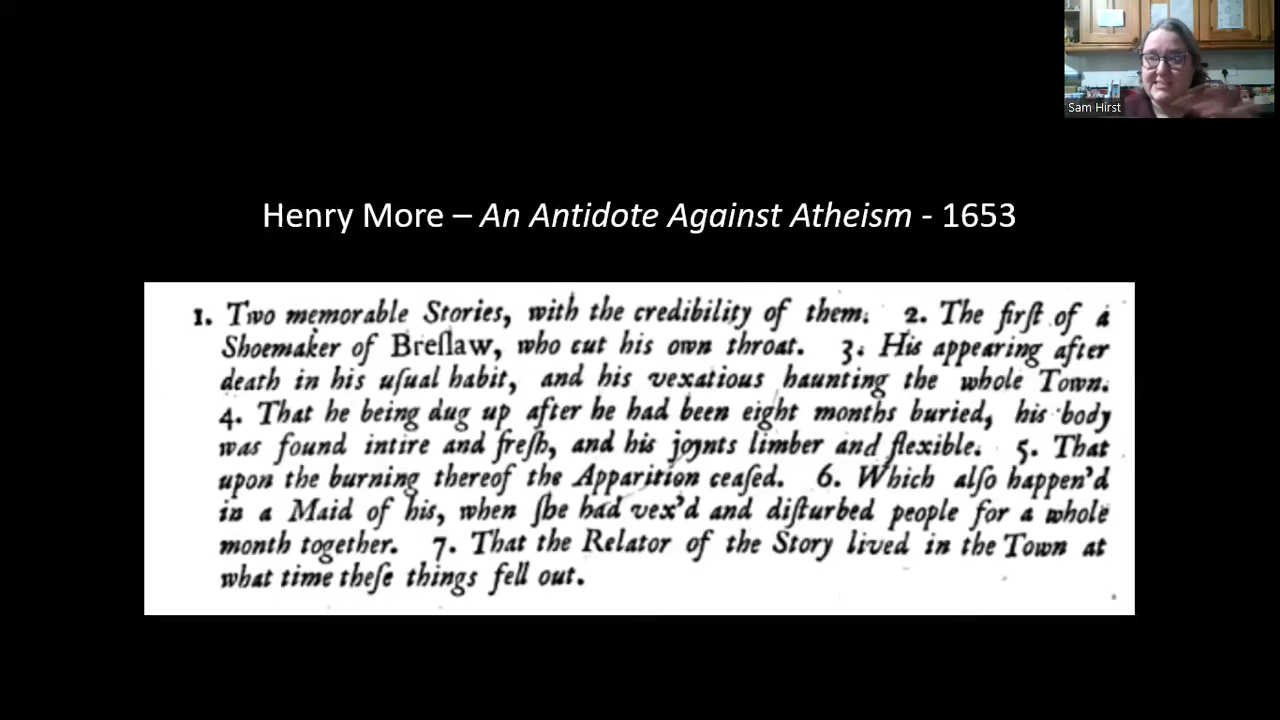 Sam Hirst
Henry More – An Antidote Against Atheism - 1653
1. Two memorable Stories, with the credibility of them. 2. The firſt of a
Shoemaker of Breſlaw, who cut his own throat. 3. His appearing after
death in his uſual habit, and his vexatious haunting the whole Town.
4. That he being dug up after he had been eight months buried, his body
was found intire and freſh, and his joynts limber and flexible. 5. That
upon the burning thereof the Apparition ceaſed. 6. Which alſo happen'd
in a Maid of his, when ſhe had vex'd and diſturbed people for a whole
month together. 7. That the Relator of the Story lived in the Town at
what time theſe things fell out.